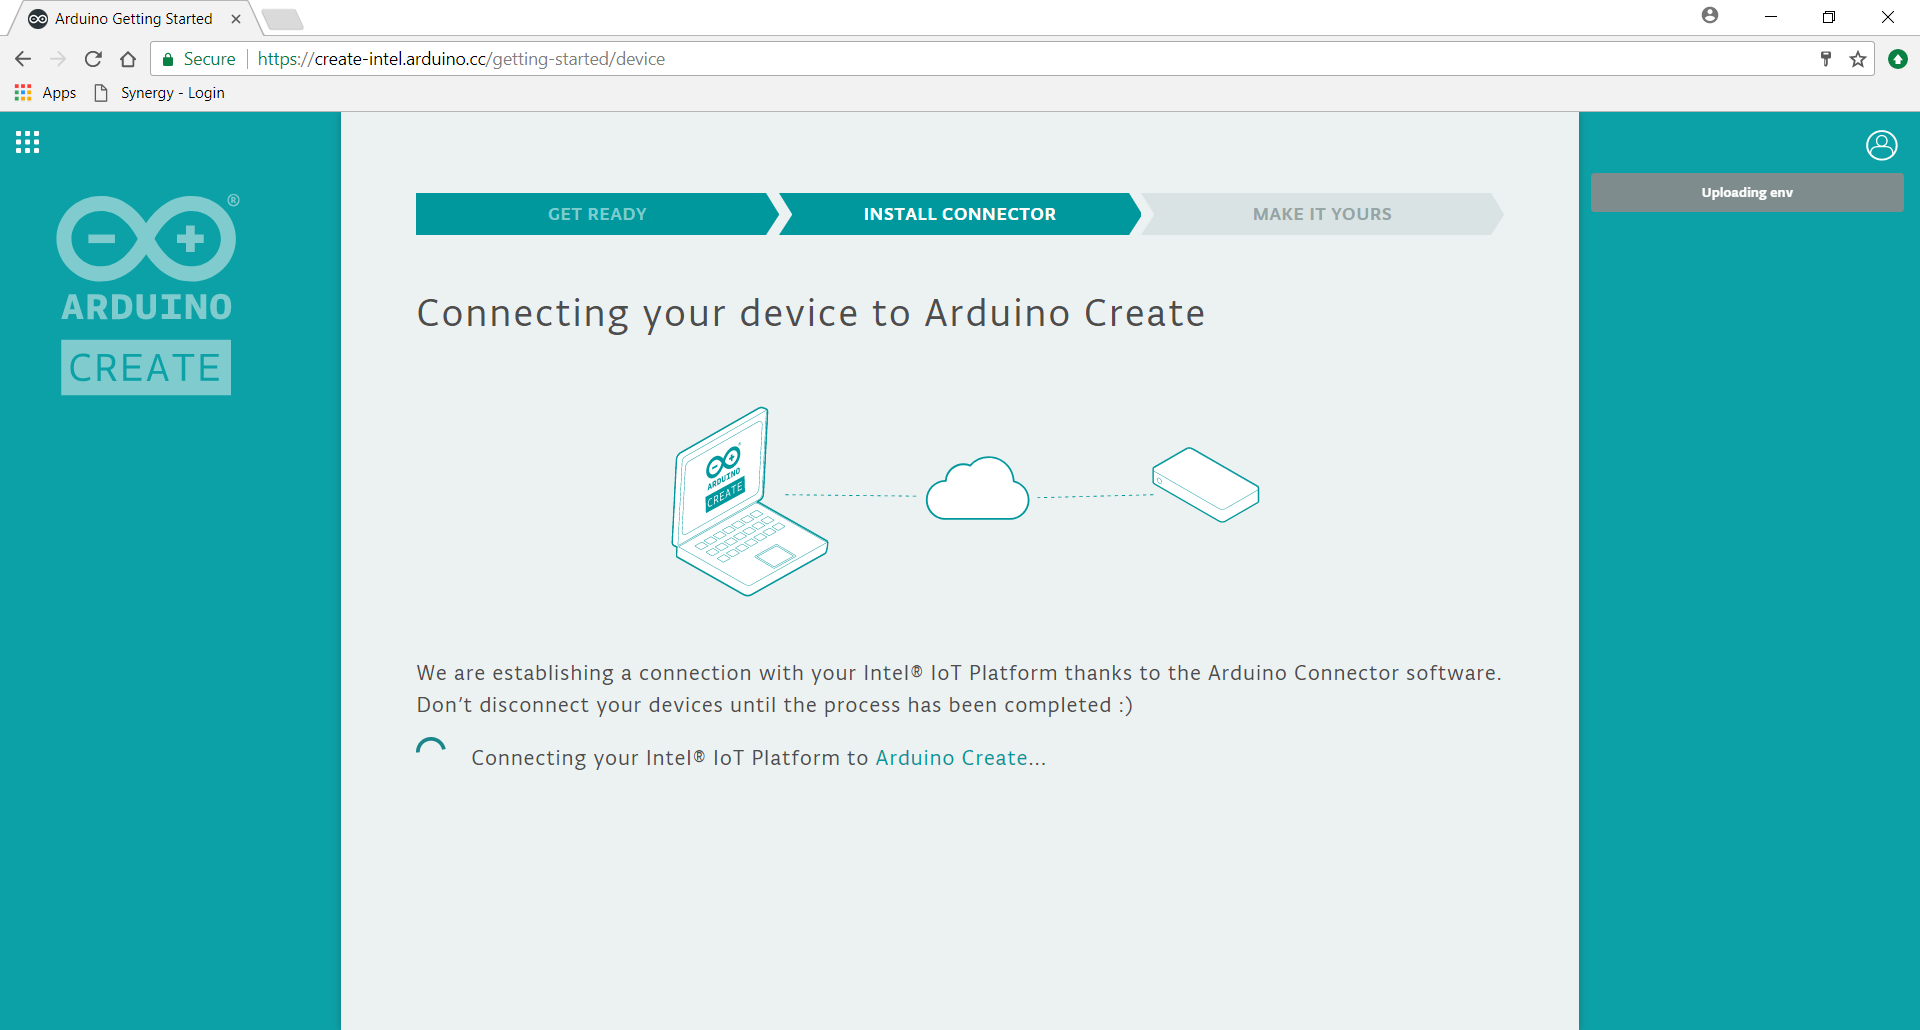 Arduino Getting Started
Secure
https://create-intel.arduino.cc/getting-started/device
Apps
Synergy - Login
®
ARDUINO
CREATE
Uploading env
GET READY
INSTALL CONNECTOR
MAKE IT YOURS
Connecting your device to Arduino Create
ARDUINO
CREATE
We are establishing a connection with your Intel® IoT Platform thanks to the Arduino Connector software.
Don’t disconnect your devices until the process has been completed :)
Connecting your Intel® IoT Platform to Arduino Create...